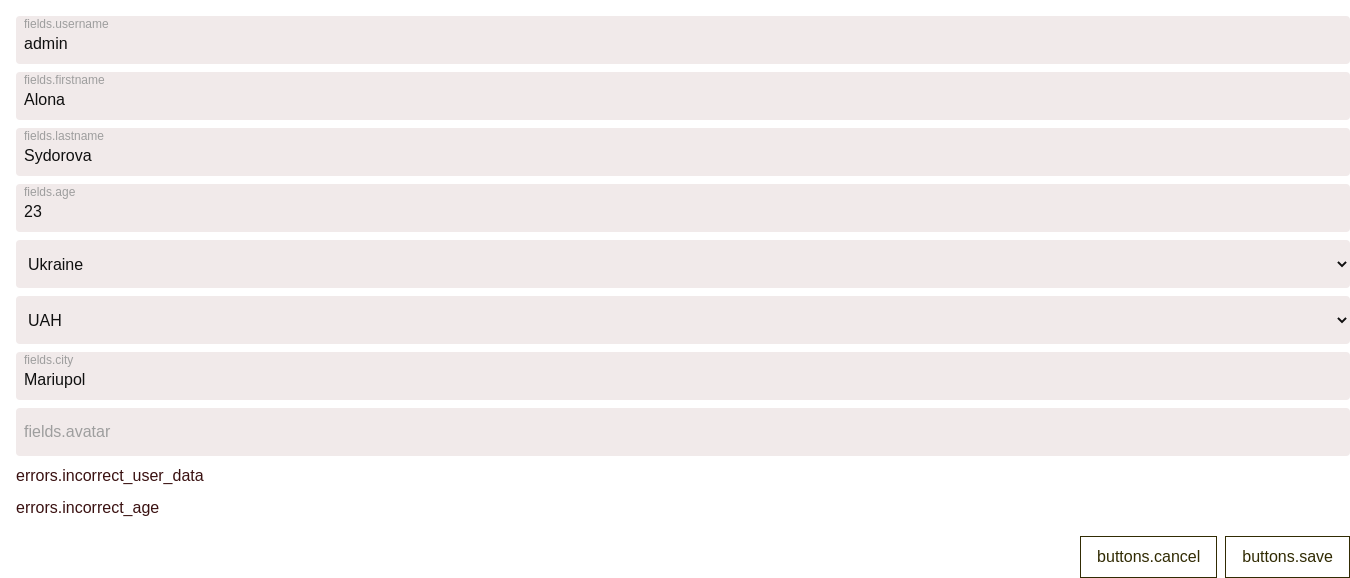 fields.username
admin
fields.firstname
Alona
fields.lastname
Sydorova
fields.age
23
Ukraine
UAH
fields.city
Mariupol
fields.avatar
errors.incorrect_user_data
errors.incorrect_age
buttons.cancel buttons.save